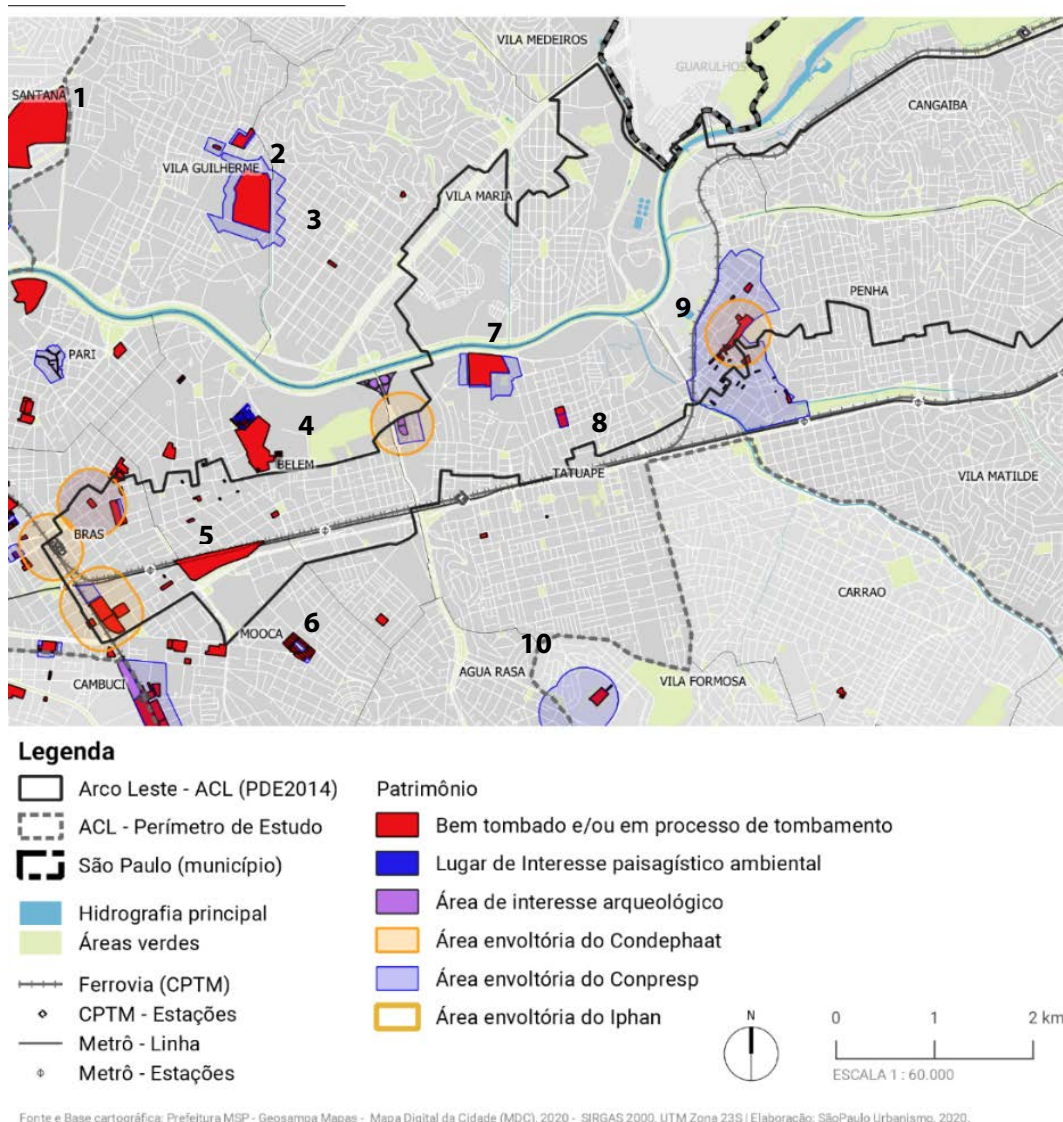 VILA MEDEIROS
GUARULHOS
SANTANA
1
CANGAIBA
2
VILA GUILHERME
VILA MARIA
3
PENHA
9
7
PARI
4
8
BELEM
TATUAPE
VILA MATILDE
BRAS
5
CARRAO
MOOCA
6
10
AGUA RASA
VILA FORMOSA
CAMBUCI
Legenda
Arco Leste - ACL (PDE2014)
ACL - Perímetro de Estudo
São Paulo (município)
Hidrografia principal
Áreas verdes
Ferrovia (CPTM)
CPTM - Estações
Metrô - Linha
Metrô - Estações
Patrimônio
Bem tombado e/ou em processo de tombamento
Lugar de Interesse paisagístico ambiental
Área de interesse arqueológico
Área envoltória do Condephaat
Área envoltória do Conpresp
Área envoltória do Iphan
N
0 1 2 km
ESCALA 1 : 60.000
Fonte e Base cartográfica: Prefeitura MSP - Geosampa Mapas - Mapa Digital da Cidade (MDC), 2020 - SIRGAS 2000, UTM Zona 23S | Elaboração: SãoPaulo Urbanismo, 2020.